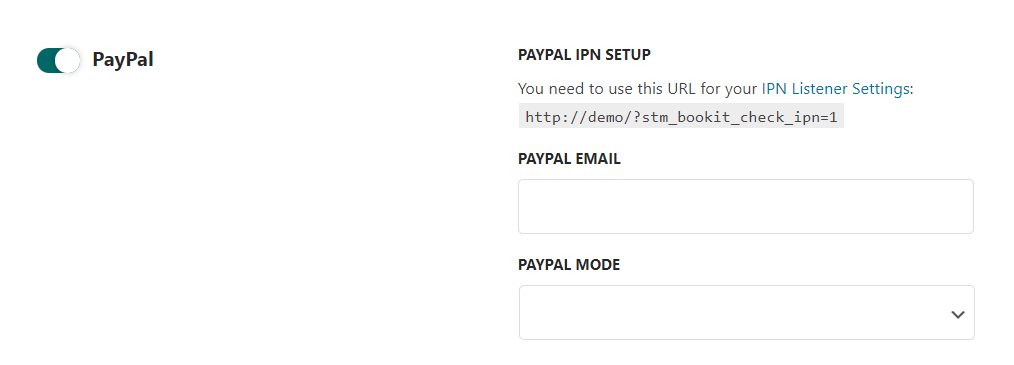 PayPal
PAYPAL IPN SETUP
You need to use this URL for your IPN Listener Settings:
http://demo/?stm_bookit_check_ipn=1
PAYPAL EMAIL
PAYPAL MODE